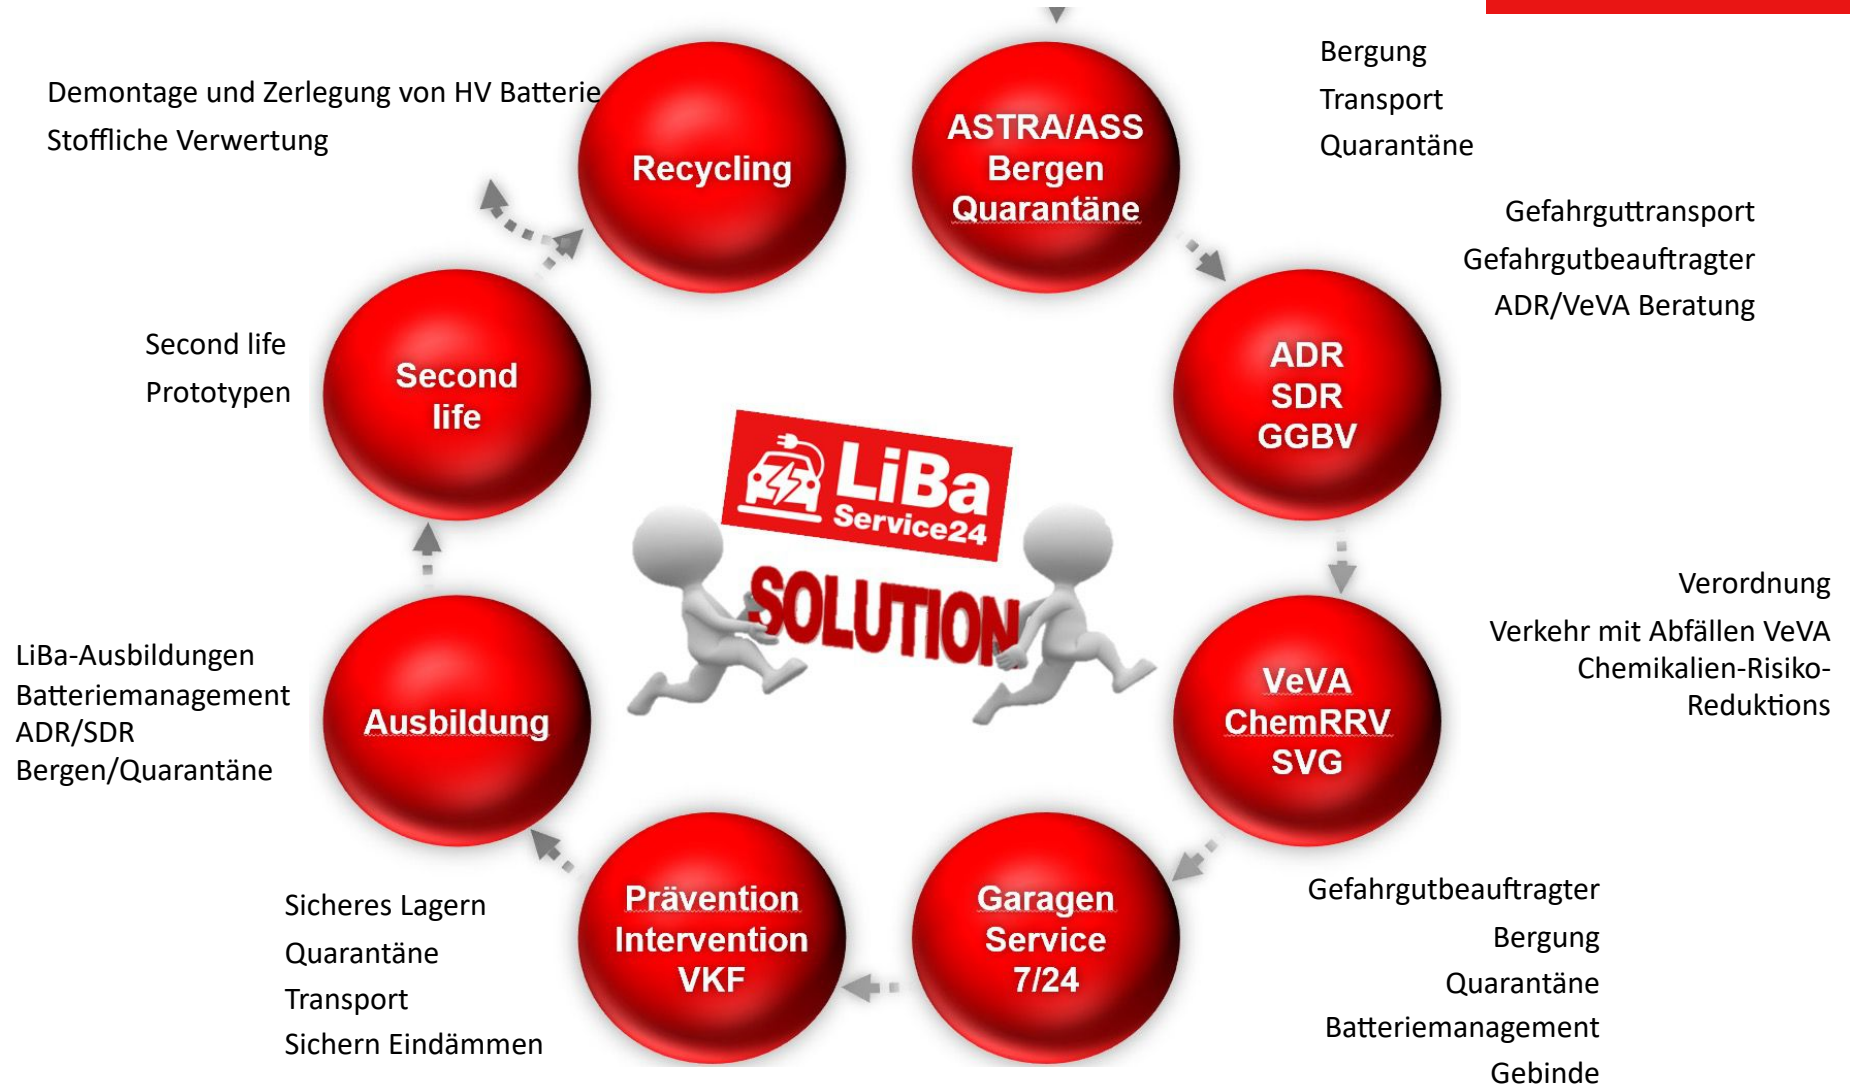 Demontage und Zerlegung von HV Batterie
Stoffliche Verwertung
Recycling
ASTRA/ASS
Bergen
Quarantäne
Bergung
Transport
Quarantäne
Gefahrguttransport
Gefahrgutbeauftragter
ADR/VeVA Beratung
ADR
SDR
GGBV
Second life
Prototypen
Second
life
LiBa
Service24
SOLUTION
Verordnung
Verkehr mit Abfällen VeVA
Chemikalien-Risiko-
Reduktions
VeVA
ChemRRV
SVG
LiBa-Ausbildungen
Batteriemanagement
ADR/SDR
Bergen/Quarantäne
Ausbildung
Sicheres Lagern
Quarantäne
Transport
Sichern Eindämmen
Prävention
Intervention
VKF
Garagen
Service
7/24
Gefahrgutbeauftragter
Bergung
Quarantäne
Batteriemanagement
Gebinde